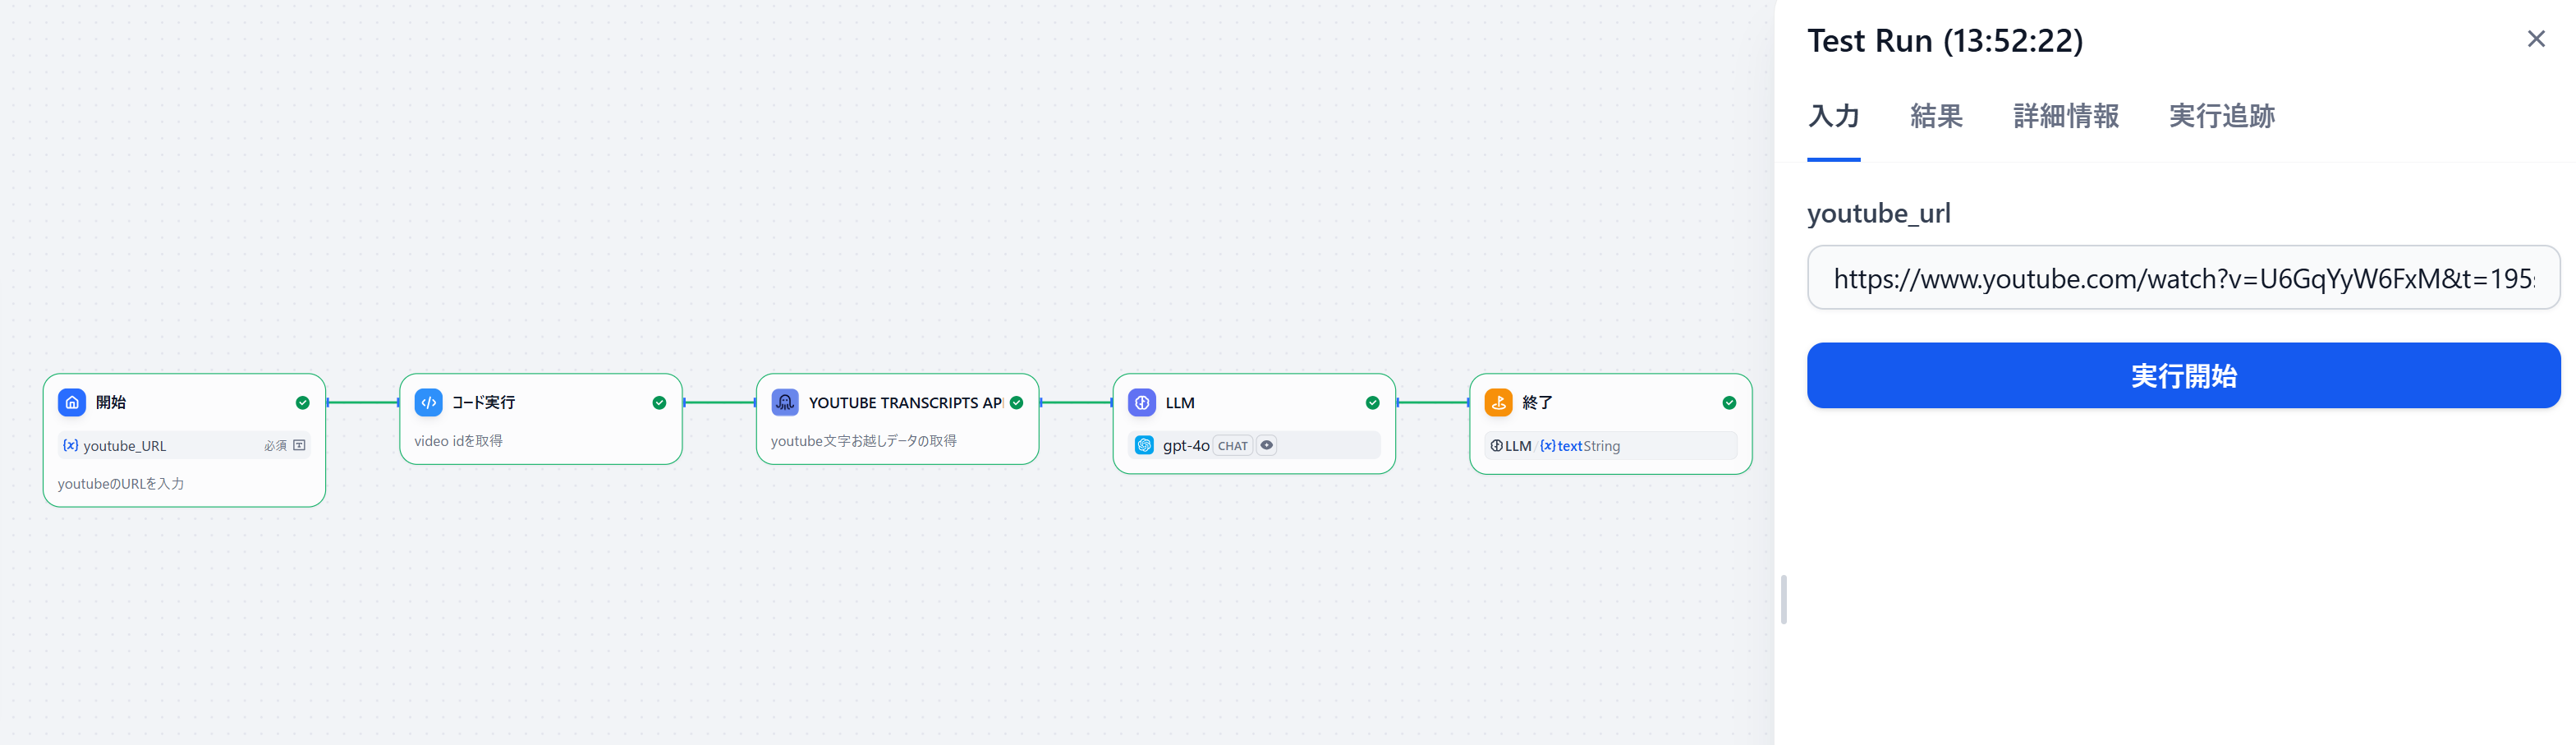 Test Run (13:52:22)
入力 結果 詳細情報 実行追跡
youtube_url
https://www.youtube.com/watch?v=U6GqYyW6FxM&t=195
実行開始
開始
{x} youtube_URL 必須
youtubeのURLを入力
コード実行
video idを取得
YOUTUBE TRANSCRIPTS AP
youtube文字お越しデータの取得
LLM
gpt-4o CHAT
終了
LLM / {x} text String